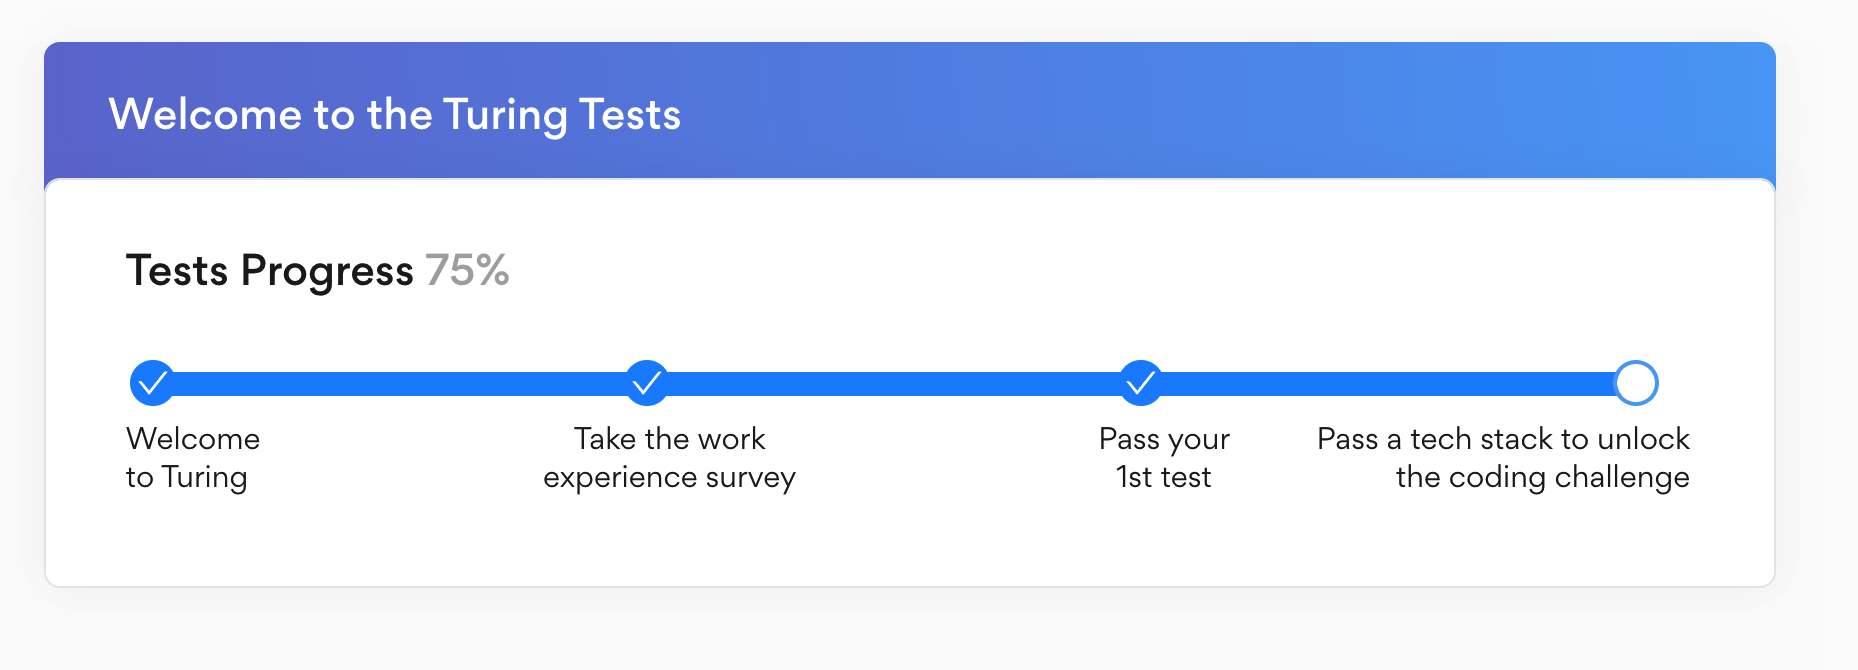 Welcome to the Turing Tests
Tests Progress 75%
Welcome
to Turing
Take the work
experience survey
Pass your
1st test
Pass a tech stack to unlock
the coding challenge